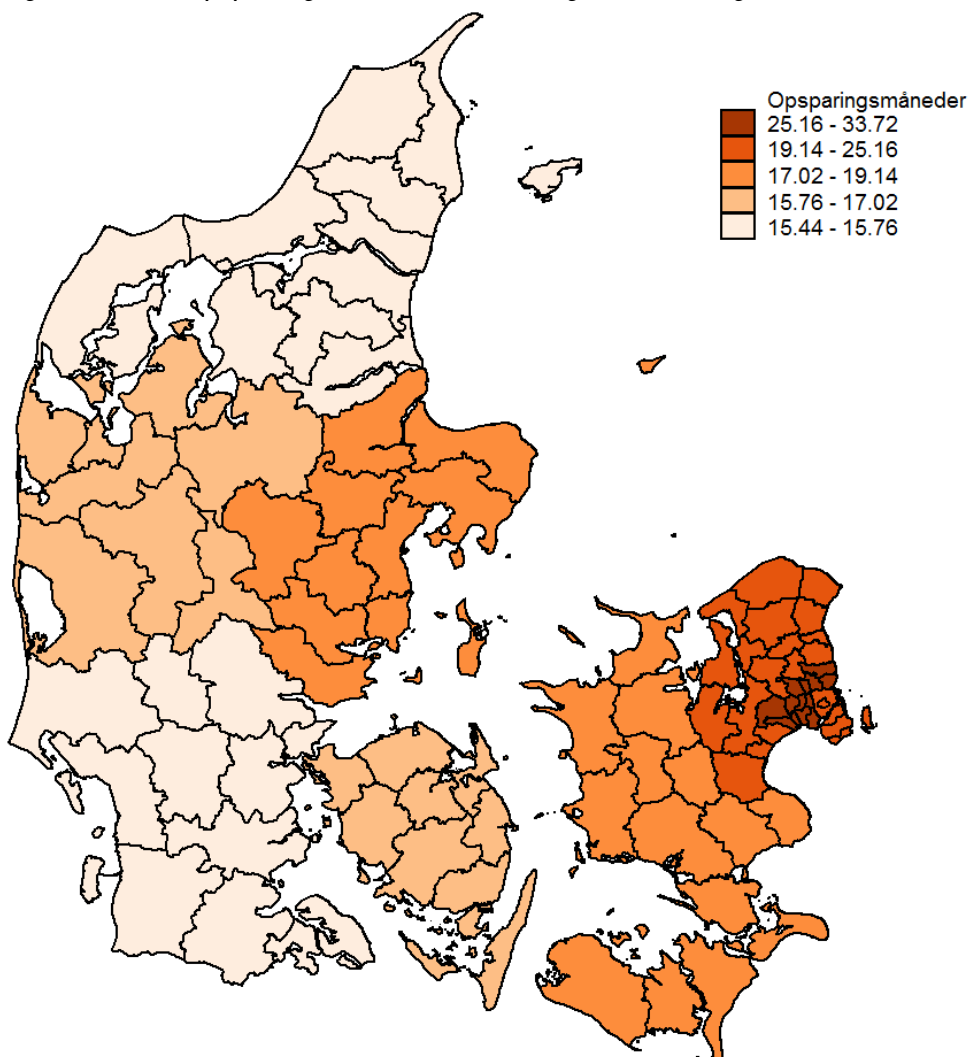 Opsparingsmåneder
25.16 - 33.72
19.14 - 25.16
17.02 - 19.14
15.76 - 17.02
15.44 - 15.76